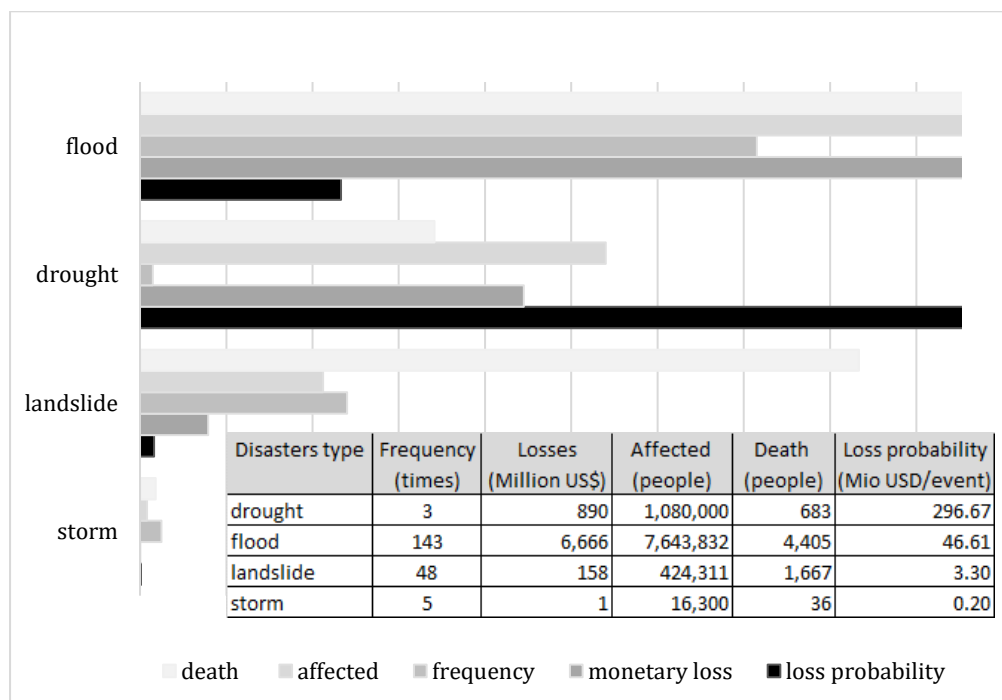 flood
drought
landslide
storm
Disasters type Frequency Losses Affected Death Loss probability
(times) (Million US$) (people) (people) (Mio USD/event)
drought 3 890 1,080,000 683 296.67
flood 143 6,666 7,643,832 4,405 46.61
landslide 48 158 424,311 1,667 3.30
storm 5 1 16,300 36 0.20
death affected frequency monetary loss loss probability